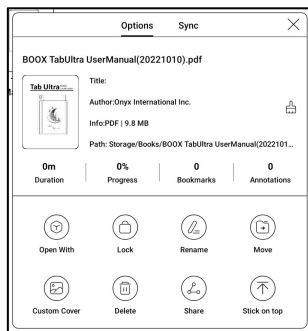 Options Sync
BOOX TabUltra UserManual(20221010).pdf
Tab Ultra
Title:
Author:Onyx International Inc.
Info:PDF | 9.8 MB
Path: Storage/Books/BOOX TabUltra UserManual(2022101...
0m 0% 0 0
Duration Progress Bookmarks Annotations
Open With Lock Rename Move
Custom Cover Delete Share Stick on top